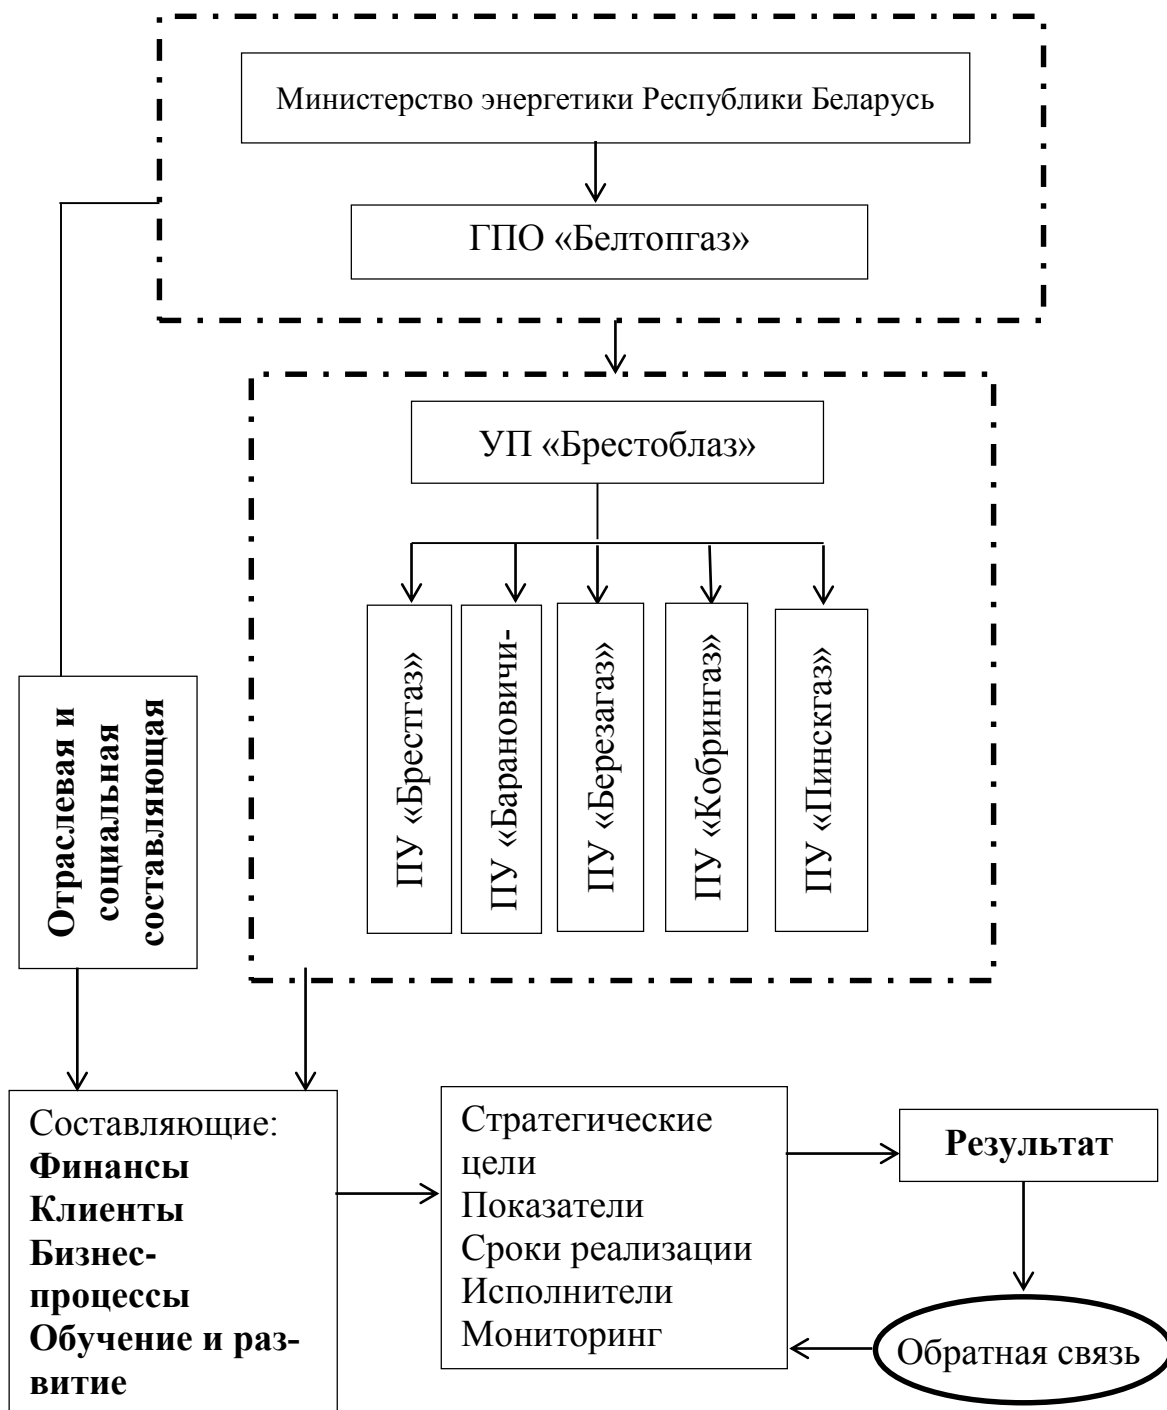 Министерство энергетики Республики Беларусь
ГПО «Белтопгаз»
УП «Брестоблаз»
ПУ «Брестгаз»
ПУ «Баранович-
ПУ «Березагаз»
ПУ «Кобрингаз»
ПУ «Пинскгаз»
Отраслевая и
социальная
составляющая
Составляющие:
Финансы
Клиенты
Бизнес-
процессы
Обучение и раз-
витие
Стратегические
цели
Показатели
Сроки реализации
Исполнители
Мониторинг
Результат
Обратная связь